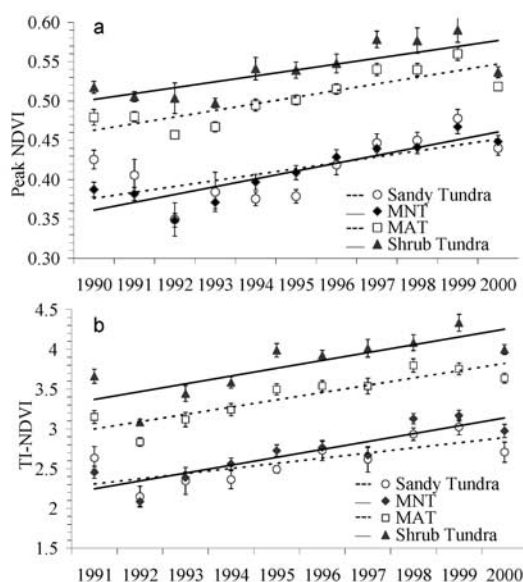 a
0.60
0.55
0.50
0.45
0.40
0.35
0.30
Peak NDVI
Sandy Tundra
MNT
MAT
Shrub Tundra
1990 1991 1992 1993 1994 1995 1996 1997 1998 1999 2000
b
4.5
4
3.5
3
2.5
2
1.5
TI-NDVI
Sandy Tundra
MNT
MAT
Shrub Tundra
1991 1992 1993 1994 1995 1996 1997 1998 1999 2000